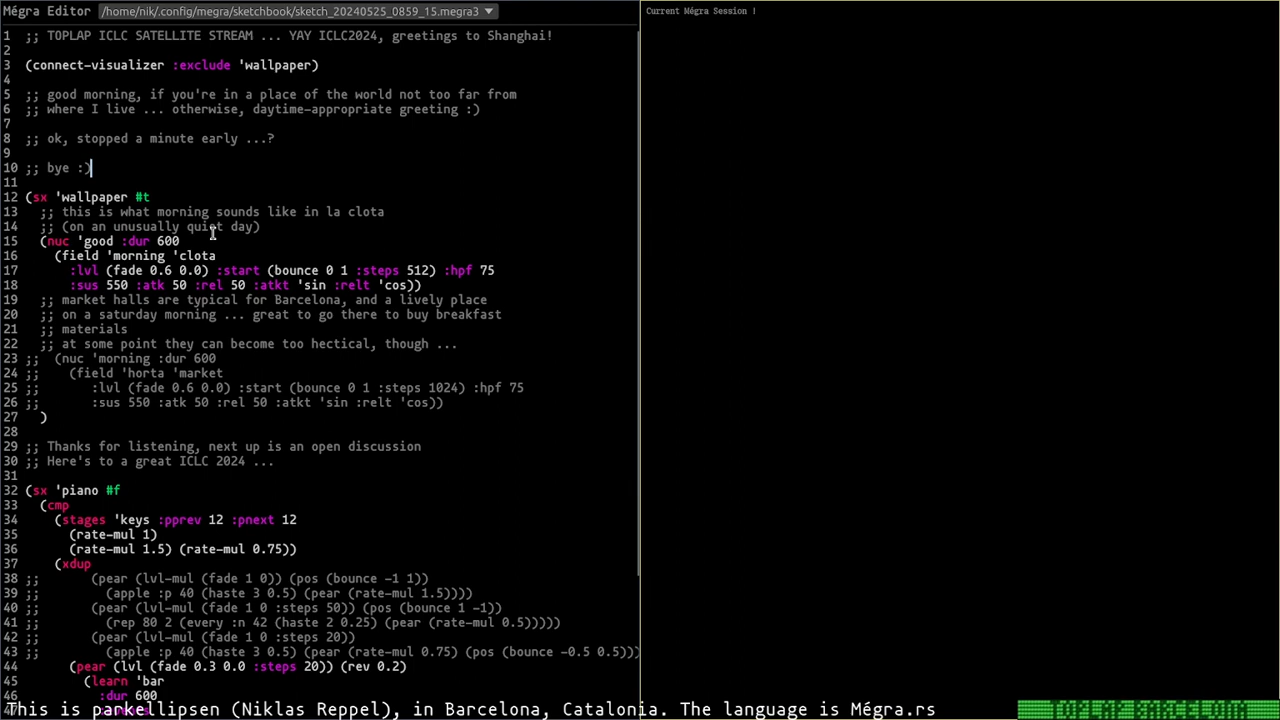 Mégra Editor /home/nik/.config/megra/sketchbook/sketch_20240525_0859_15.megra3
Current Mégra Session !
1 ;; TOPLAP ICLC SATELLITE STREAM ... YAY ICLC2024, greetings to Shanghai!
2
3 (connect-visualizer :exclude 'wallpaper)
4
5 ;; good morning, if you're in a place of the world not too far from
6 ;; where I live ... otherwise, daytime-appropriate greeting :)
7
8 ;; ok, stopped a minute early ...?
9
10 ;; bye :)
11
12 (sx 'wallpaper #t
13 ;; this is what morning sounds like in la clota
14 ;; (on an unusually quiet day)
15 (nuc 'good :dur 600
16 (field 'morning 'clota
17 :lvl (fade 0.6 0.0) :start (bounce 0 1 :steps 512) :hpf 75
18 :sus 550 :atk 50 :rel 50 :atkt 'sin :relt 'cos))
19 ;; market halls are typical for Barcelona, and a lively place
20 ;; on a saturday morning ... great to go there to buy breakfast
21 ;; materials
22 ;; at some point they can become too hectical, though ...
23 ;; (nuc 'morning :dur 600
24 ;; (field 'horta 'market
25 ;; :lvl (fade 0.6 0.0) :start (bounce 0 1 :steps 1024) :hpf 75
26 ;; :sus 550 :atk 50 :rel 50 :atkt 'sin :relt 'cos))
27 )
28
29 ;; Thanks for listening, next up is an open discussion
30 ;; Here's to a great ICLC 2024 ...
31
32 (sx 'piano #f
33 (cmp
34 (stages 'keys :pprev 12 :pnext 12
35 (rate-mul 1)
36 (rate-mul 1.5) (rate-mul 0.75))
37 (xdup
38 ;; (pear (lvl-mul (fade 1 0)) (pos (bounce -1 1))
39 ;; (apple :p 40 (haste 3 0.5) (pear (rate-mul 1.5))))
40 ;; (pear (lvl-mul (fade 1 0 :steps 50)) (pos (bounce 1 -1))
41 ;; (rep 80 2 (every :n 42 (haste 2 0.25) (pear (rate-mul 0.5)))))
42 ;; (pear (lvl-mul (fade 1 0 :steps 20))
43 ;; (apple :p 40 (haste 3 0.5) (pear (rate-mul 0.75) (pos (bounce -0.5 0.5)))
44 (pear (lvl (fade 0.3 0.0 :steps 20)) (rev 0.2)
45 (learn 'bar
46 :dur 600
This is parkellipsen (Niklas Reppel), in Barcelona, Catalonia. The language is Mégra.rs
TOPLAP BARCELONA